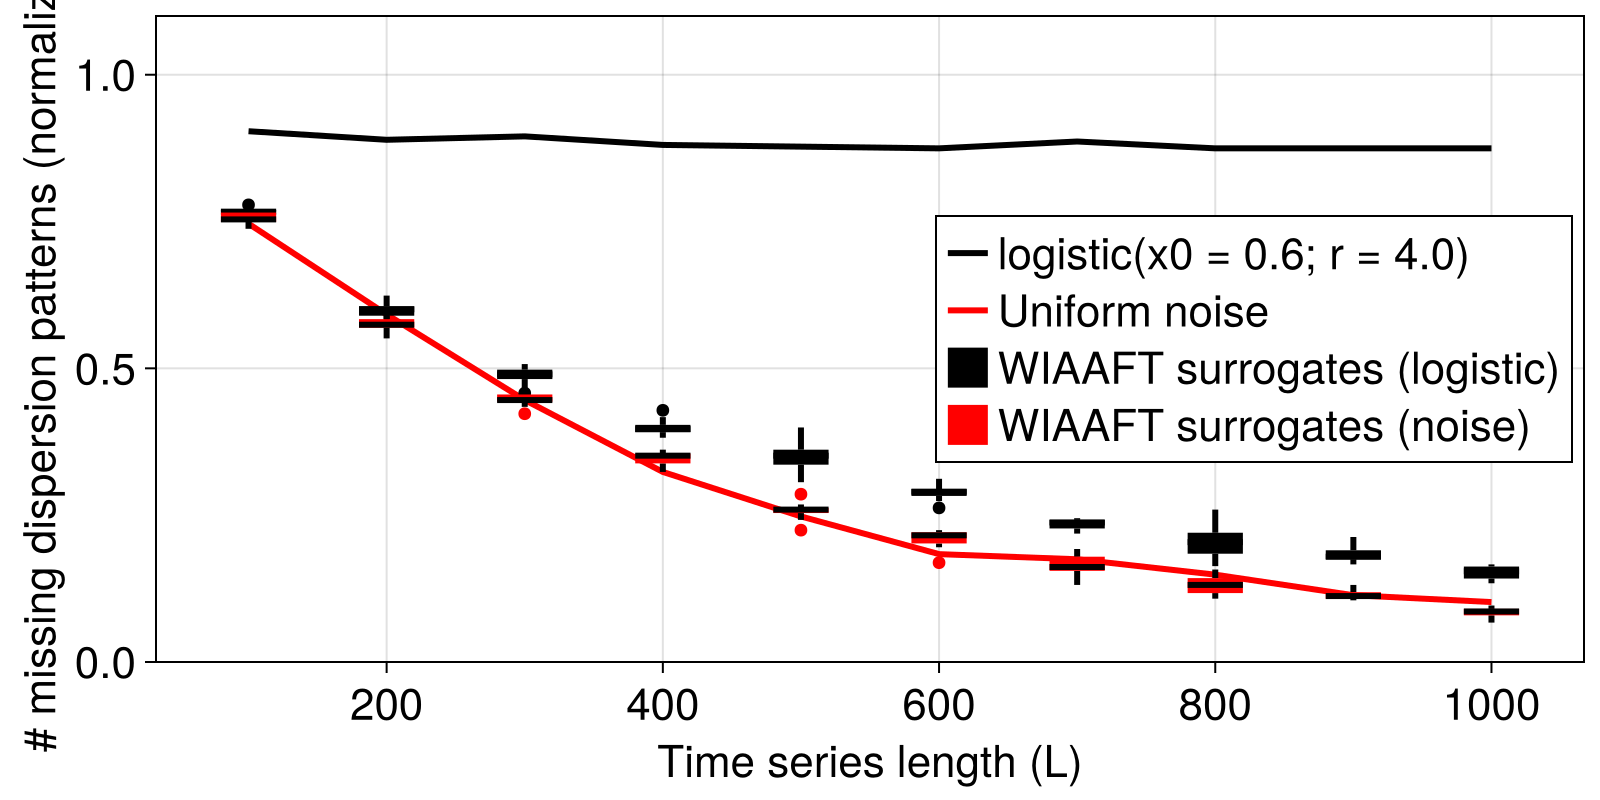 # missing dispersion patterns (normaliz
1.0
0.5
0.0
logistic(x0 = 0.6; r = 4.0)
Uniform noise
WIAAFT surrogates (logistic)
WIAAFT surrogates (noise)
200
400
600
800
1000
Time series length (L)